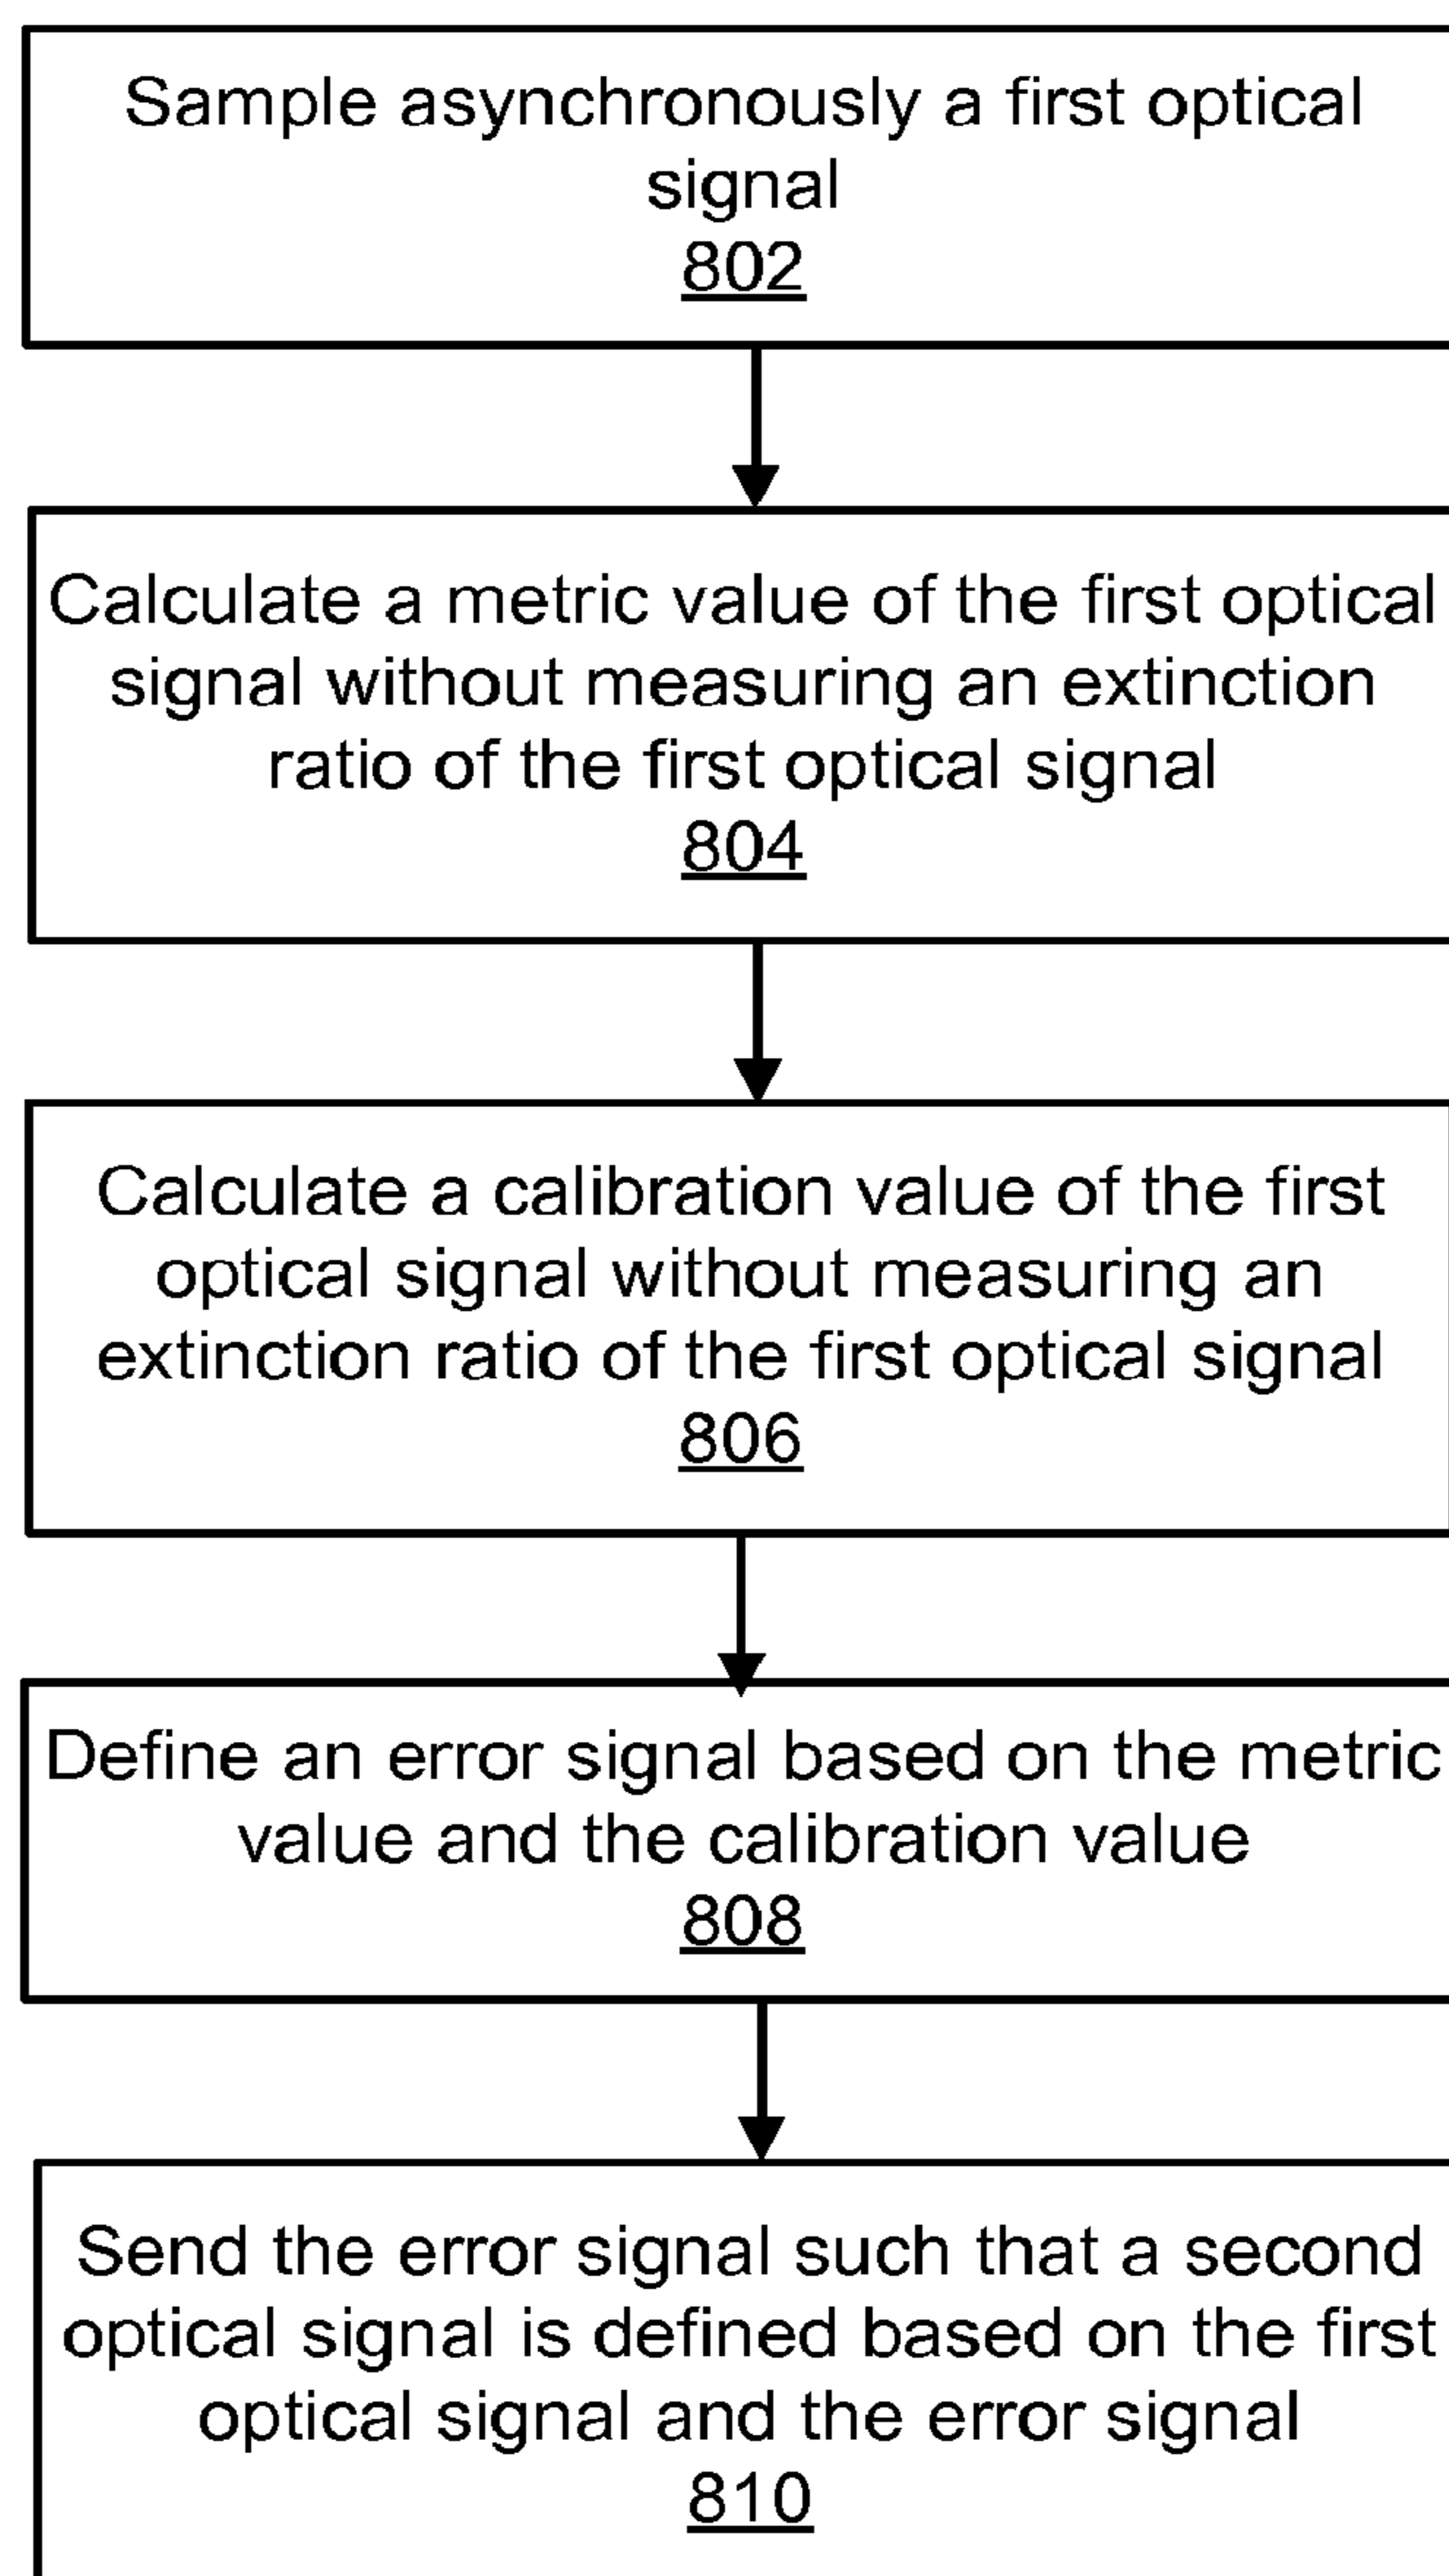 Sample asynchronously a first optical
signal
802
Calculate a metric value of the first optical
signal without measuring an extinction
ratio of the first optical signal
804
Calculate a calibration value of the first
optical signal without measuring an
extinction ratio of the first optical signal
806
Define an error signal based on the metric
value and the calibration value
808
Send the error signal such that a second
optical signal is defined based on the first
optical signal and the error signal
810